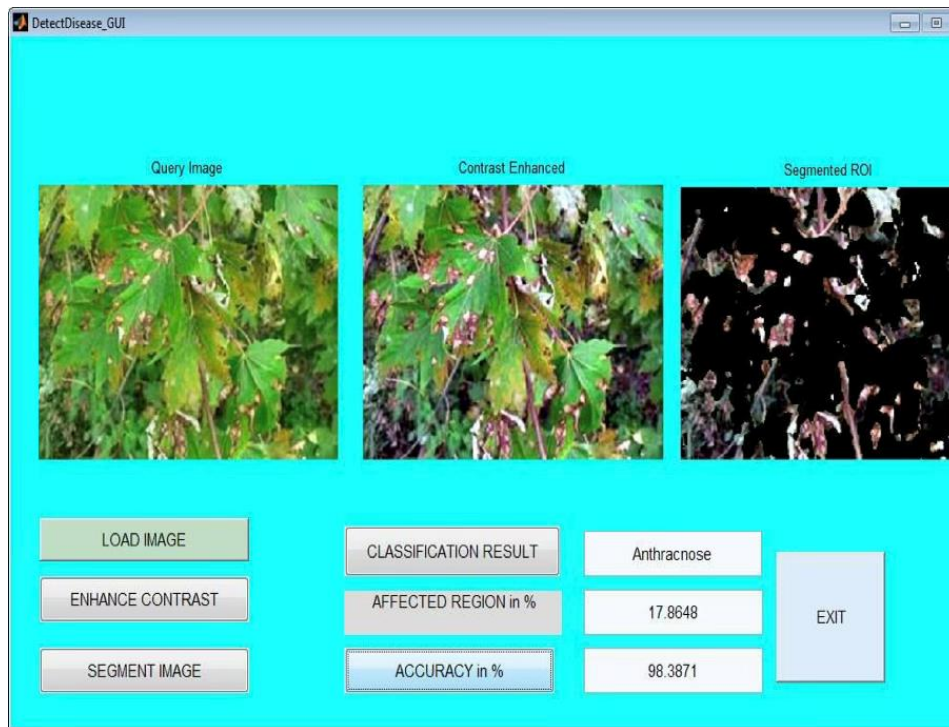 DetectDisease_GUI
Query Image
Contrast Enhanced
Segmented ROI
LOAD IMAGE
ENHANCE CONTRAST
SEGMENT IMAGE
CLASSIFICATION RESULT
Anthracnose
AFFECTED REGION in %
17.8648
ACCURACY in %
98.3871
EXIT